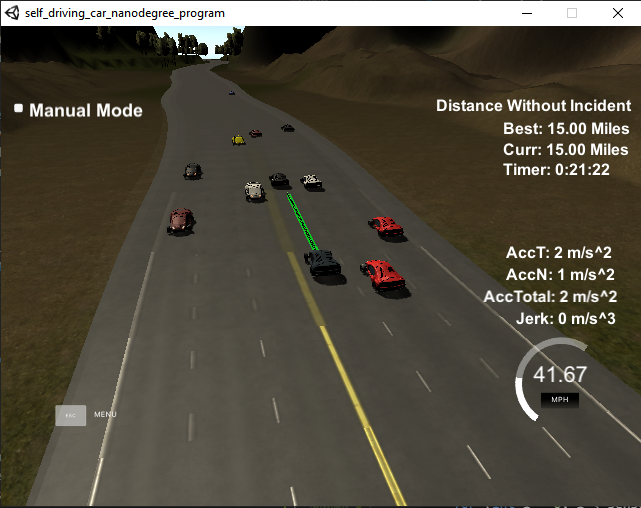 self_driving_car_nanodegree_program
Manual Mode
Distance Without Incident
Best: 15.00 Miles
Curr: 15.00 Miles
Timer: 0:21:22
AccT: 2 m/s^2
AccN: 1 m/s^2
AccTotal: 2 m/s^2
Jerk: 0 m/s^3
41.67
MPH
ESC
MENU